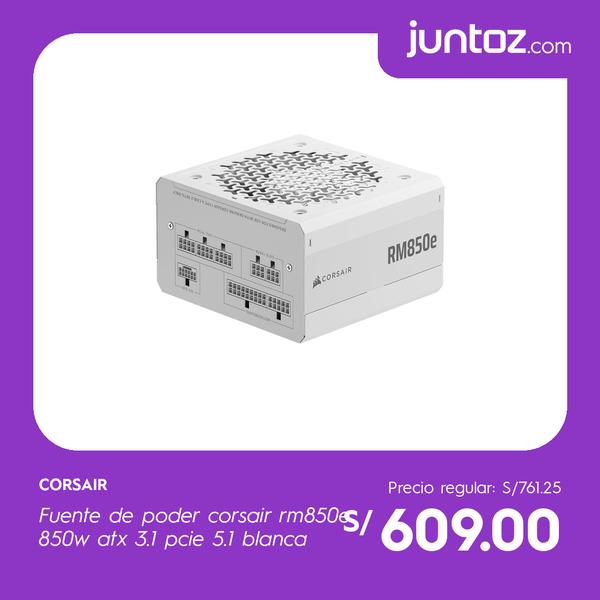 juntoz.com
RM850e
CORSAIR
CORSAIR
Precio regular: S/761.25
Fuente de poder corsair rm850e
850w atx 3.1 pcie 5.1 blanca
S/ 609.00